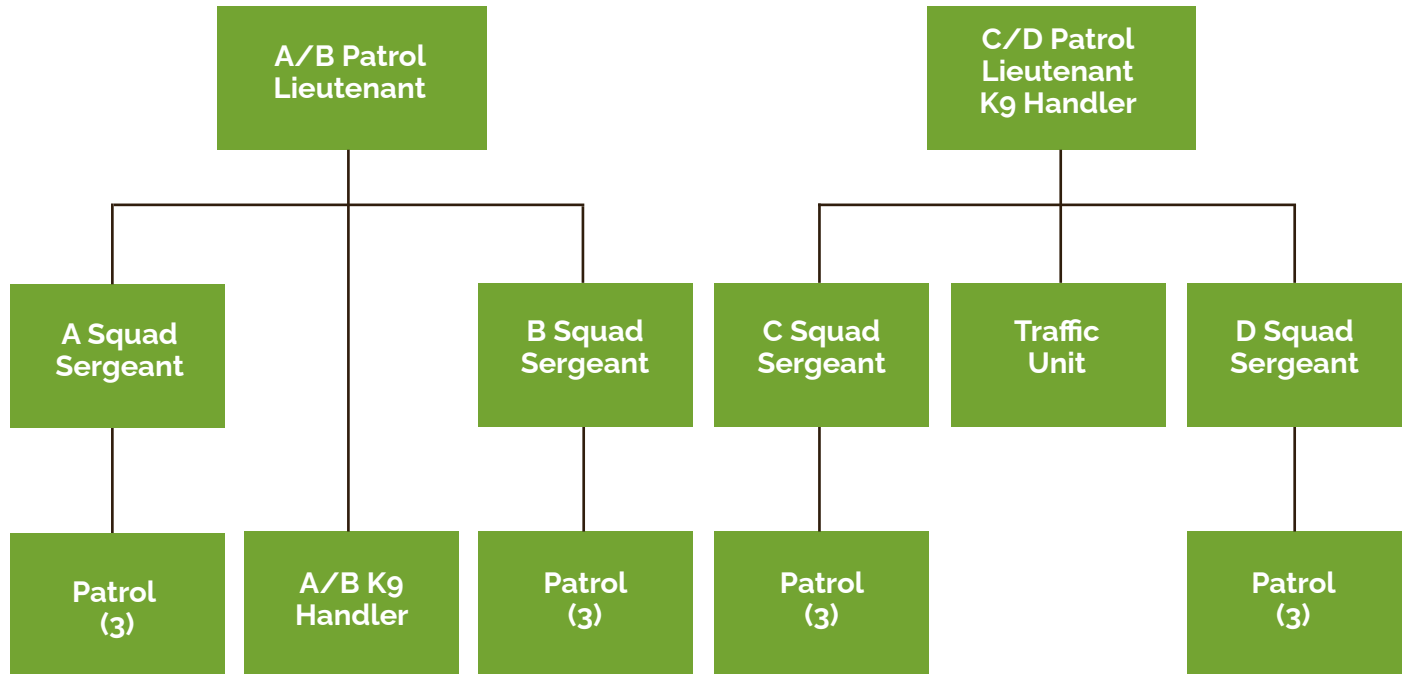 A/B Patrol
Lieutenant
C/D Patrol
Lieutenant
K9 Handler
A Squad
Sergeant
B Squad
Sergeant
C Squad
Sergeant
Traffic
Unit
D Squad
Sergeant
Patrol
(3)
A/B K9
Handler
Patrol
(3)
Patrol
(3)
Patrol
(3)